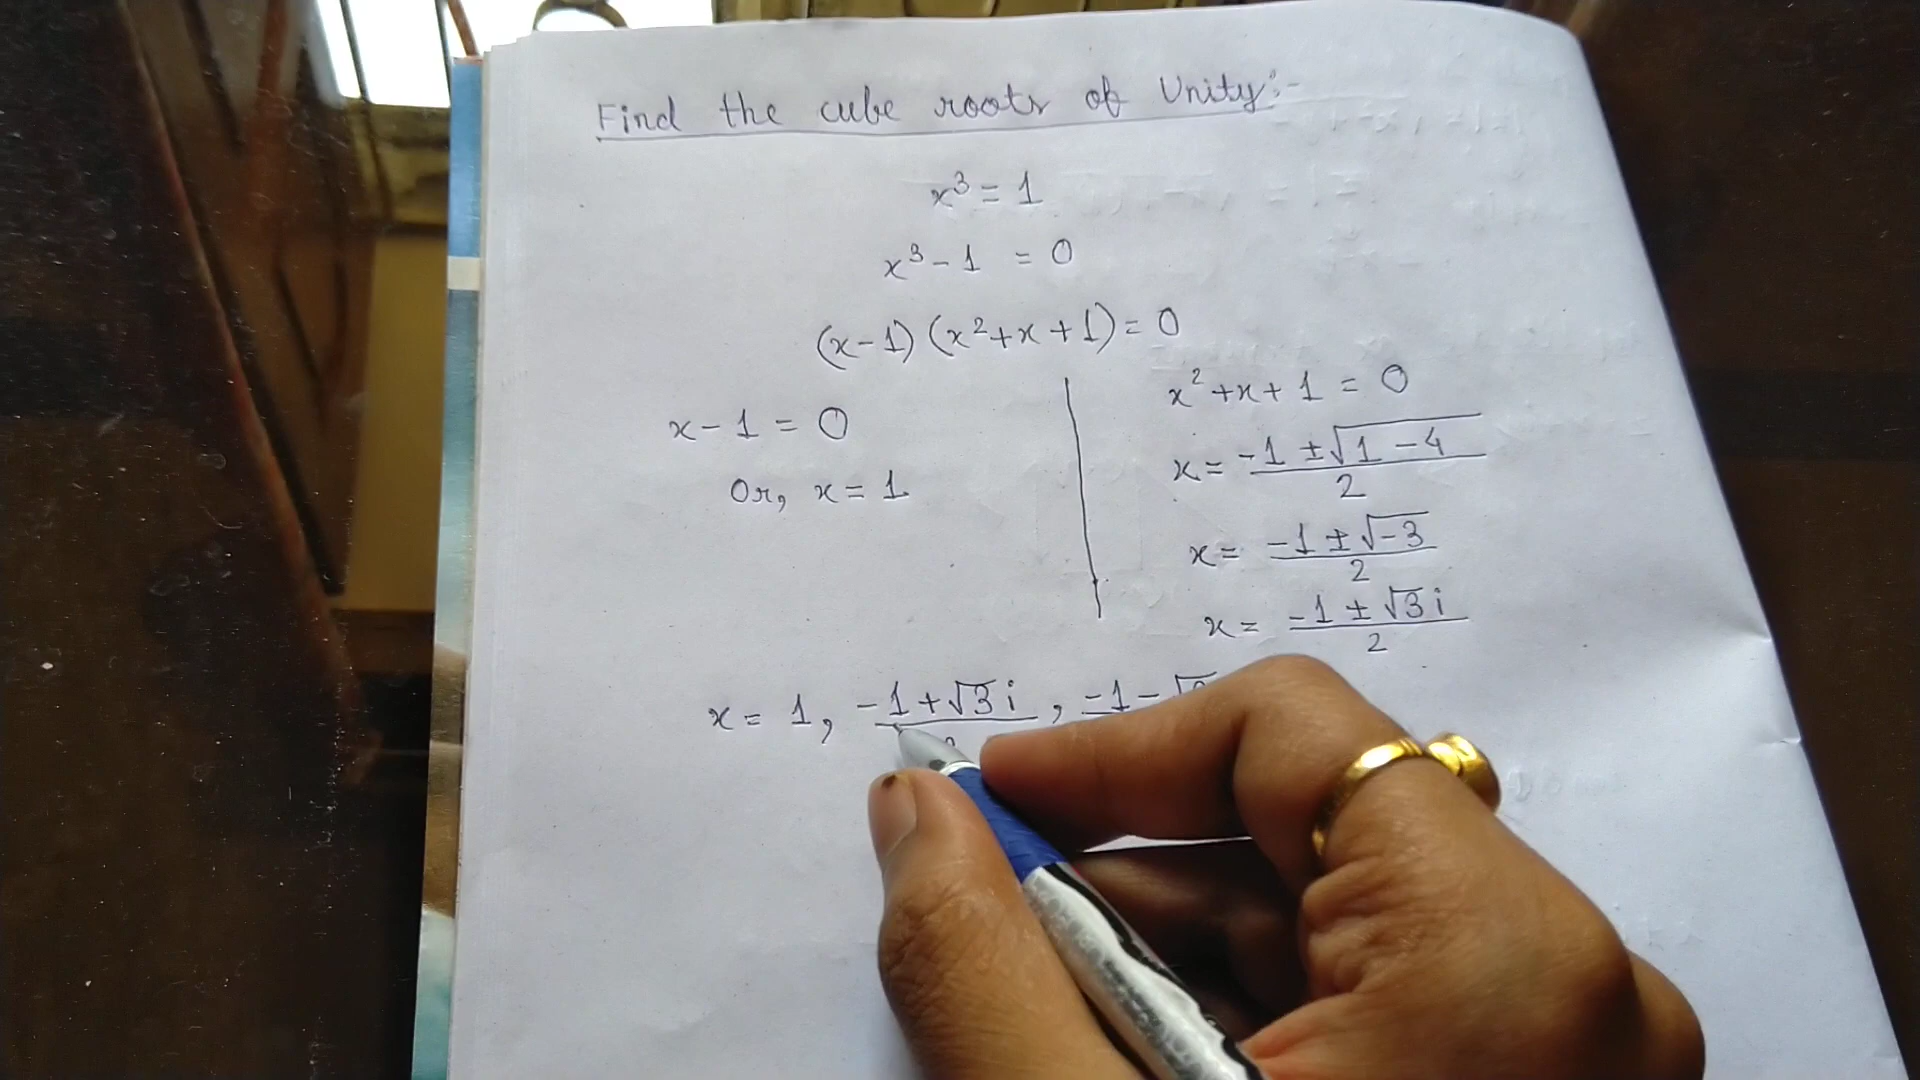 Find the cube roots of Unity:-
x³ = 1
x³ - 1 = 0
(x-1) (x²+x+1) = 0
x - 1 = 0
Or, x = 1
x² + x + 1 = 0
x = (-1 ± √(1 - 4))/2
x = (-1 ± √-3)/2
x = (-1 ± √3 i)/2
x = 1, -1+√3 i, -1 - √